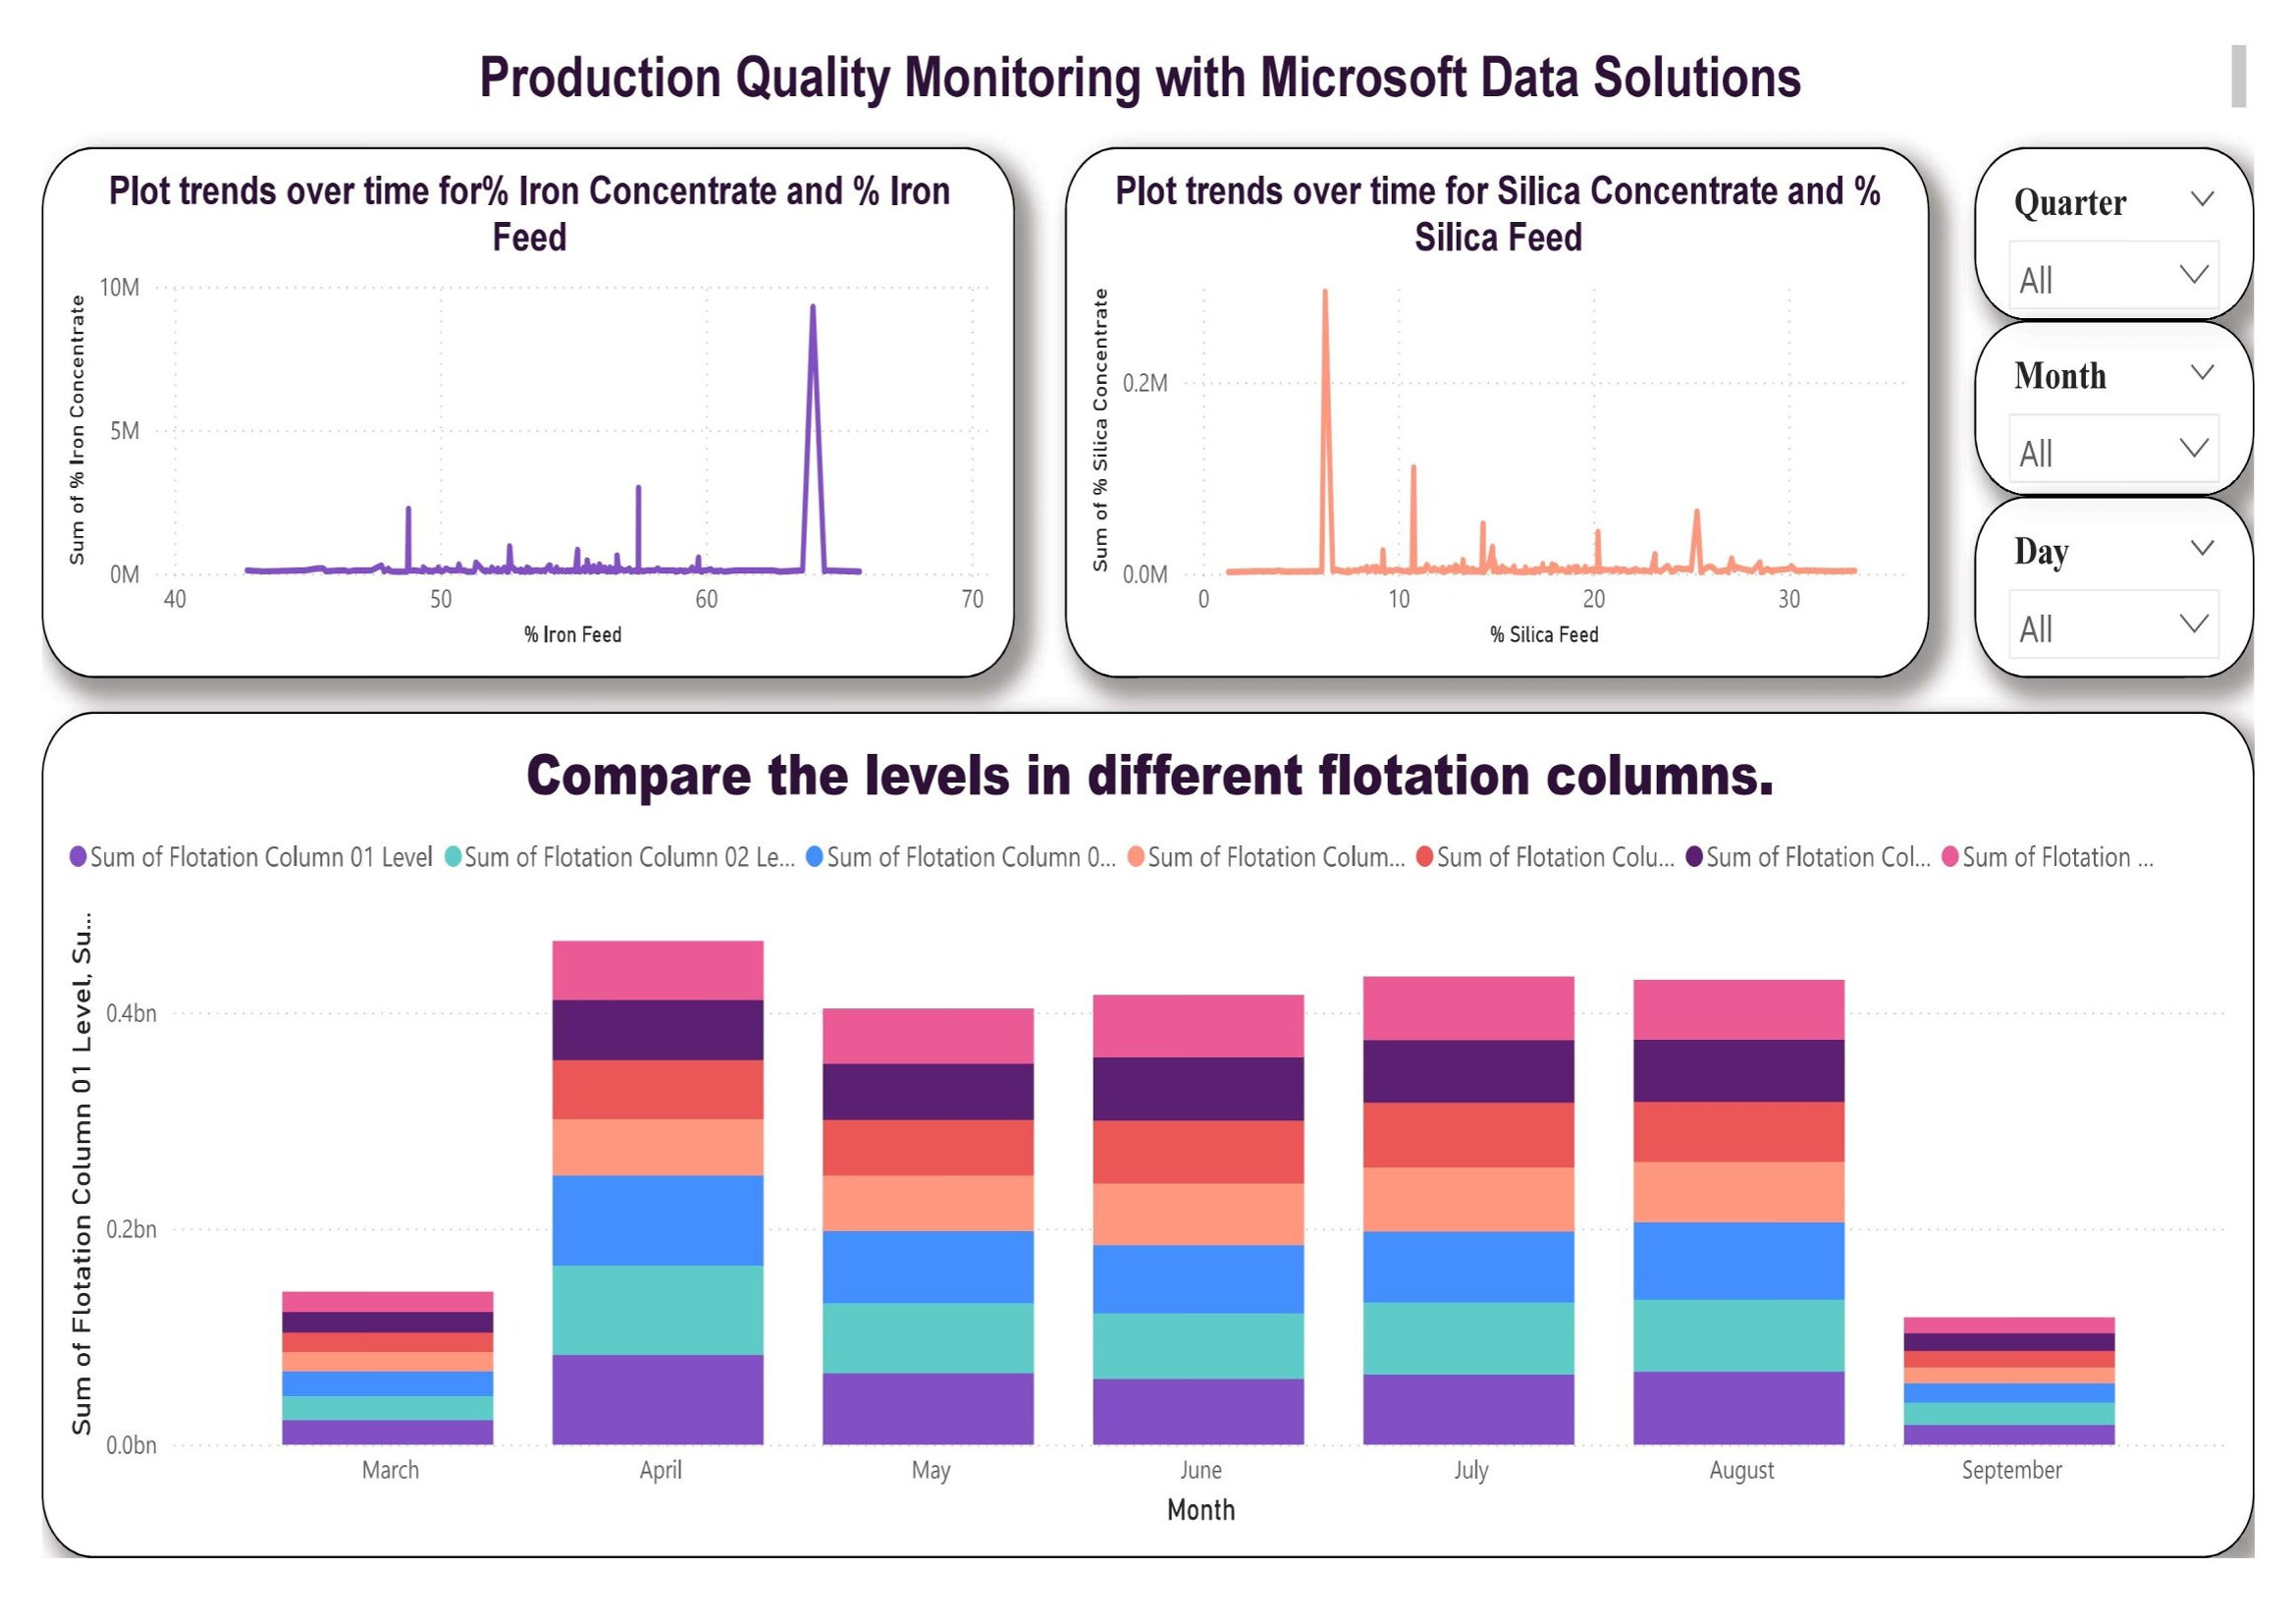 Production Quality Monitoring with Microsoft Data Solutions
Plot trends over time for% Iron Concentrate and % Iron
Feed
Sum of % Iron Concentrate
10M
5M
0M
40 50 60 70
% Iron Feed
Plot trends over time for Silica Concentrate and %
Silica Feed
Sum of % Silica Concentrate
0.2M
0.0M
0 10 20 30
% Silica Feed
Quarter
All
Month
All
Day
All
Compare the levels in different flotation columns.
Sum of Flotation Column 01 Level Sum of Flotation Column 02 Le... Sum of Flotation Column 0... Sum of Flotation Colum... Sum of Flotation Colu... Sum of Flotation Col... Sum of Flotation ...
Sum of Flotation Column 01 Level, Su...
0.4bn
0.2bn
0.0bn
March April May June July August September
Month